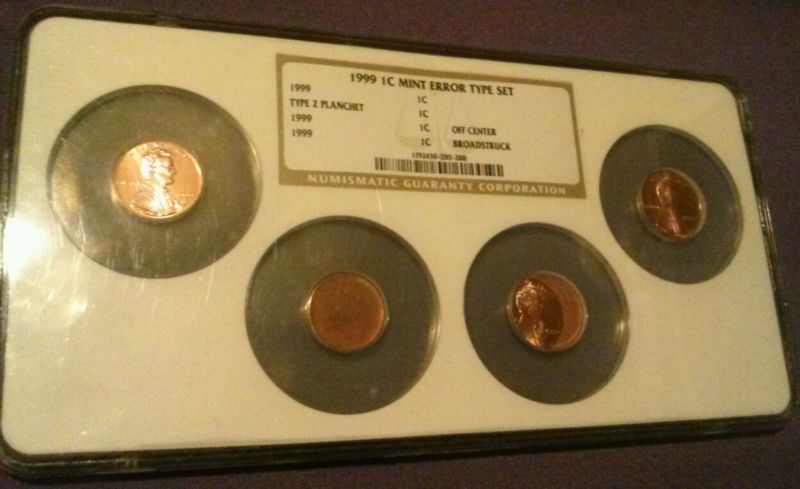 1999 1C MINT ERROR TYPE SET
1999 1C
TYPE 2 PLANCHET 1C
1999 1C OFF CENTER
1999 1C BROADSTRUCK
NUMISMATIC GUARANTY CORPORATION